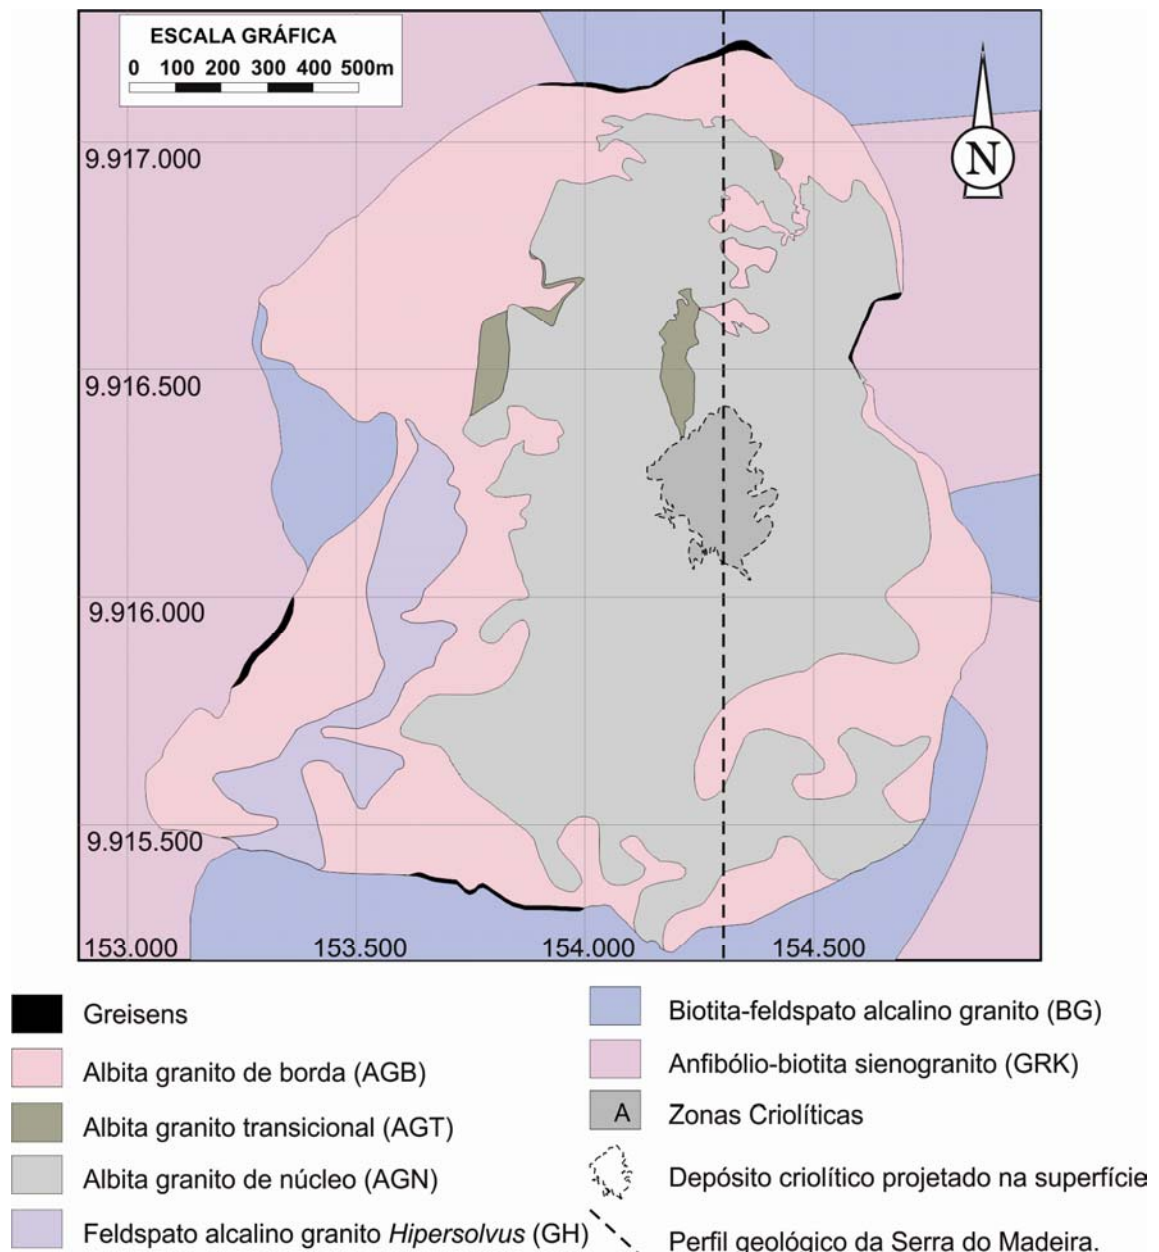 ESCALA GRÁFICA
0 100 200 300 400 500m
N
9.917.000
9.916.500
9.916.000
9.915.500
153.000 153.500 154.000 154.500
Greisens
Albita granito de borda (AGB)
Albita granito transicional (AGT)
Albita granito de núcleo (AGN)
Feldspato alcalino granito Hipersolvus (GH)
Biotita-feldspato alcalino granito (BG)
Anfibólio-biotita sienogranito (GRK)
A Zonas Criolíticas
Depósito criolítico projetado na superfície
Perfil geológico da Serra do Madeira.